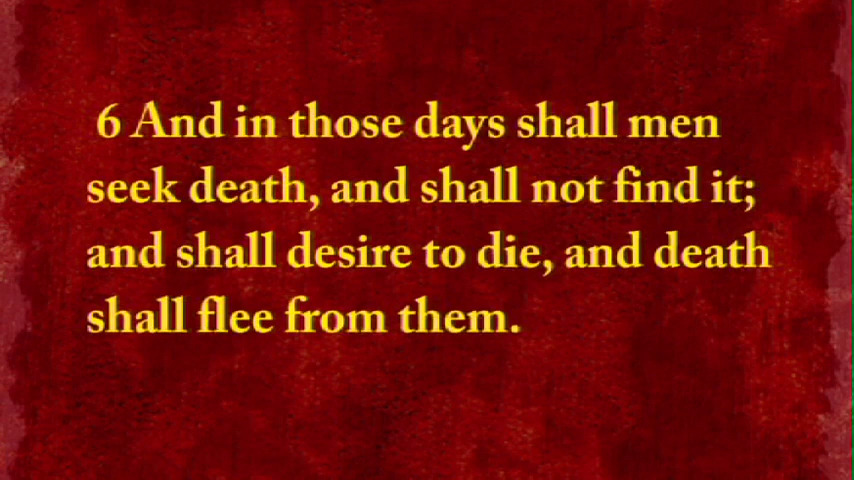 6 And in those days shall men
seek death, and shall not find it;
and shall desire to die, and death
shall flee from them.